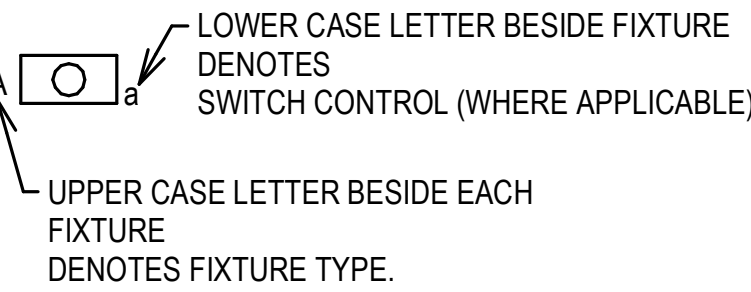 LOWER CASE LETTER BESIDE FIXTURE
DENOTES
SWITCH CONTROL (WHERE APPLICABLE)
A
a
UPPER CASE LETTER BESIDE EACH
FIXTURE
DENOTES FIXTURE TYPE.